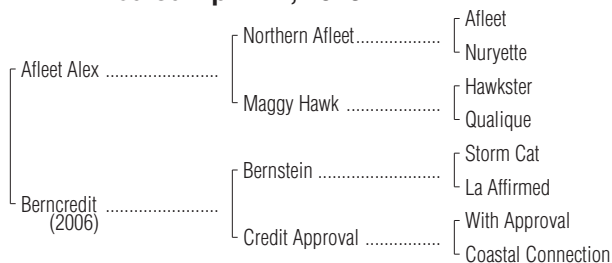 Afleet
Northern Afleet..................
Nuryette
Afleet Alex ........................
Hawkster
Maggy Hawk ....................
Qualique
Storm Cat
Bernstein ..........................
La Affirmed
Berncredit ........................
(2006)
With Approval
Credit Approval ................
Coastal Connection